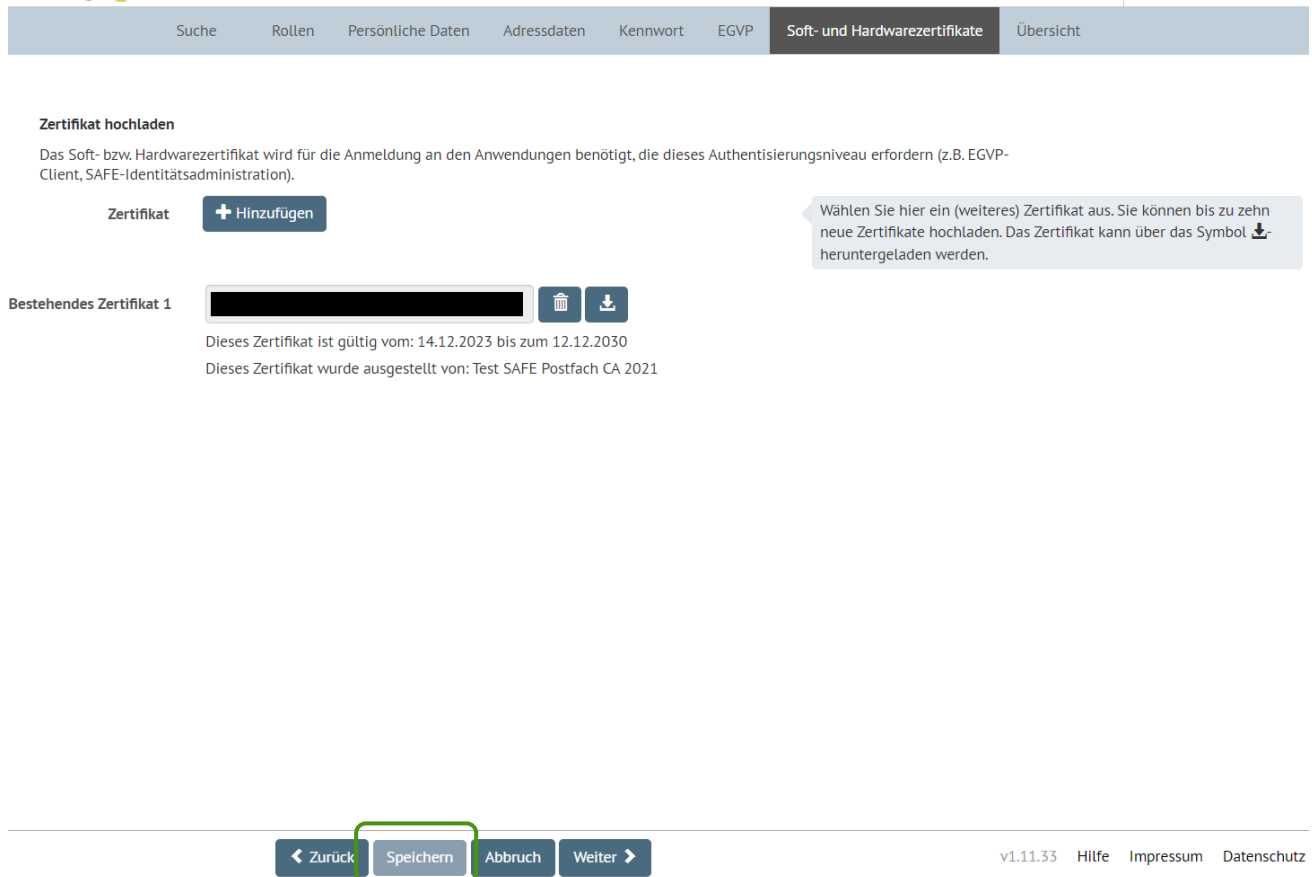 Suche Rollen Persönliche Daten Adressdaten Kennwort EGVP Soft- und Hardwarezertifikate Übersicht
Zertifikat hochladen
Das Soft- bzw. Hardwarezertifikat wird für die Anmeldung an den Anwendungen benötigt, die dieses Authentisierungsniveau erfordern (z.B. EGVP-
Client, SAFE-Identitätsadministration).
Zertifikat Hinzufügen
Wählen Sie hier ein (weiteres) Zertifikat aus. Sie können bis zu zehn
neue Zertifikate hochladen. Das Zertifikat kann über das Symbol -
heruntergeladen werden.
Bestehendes Zertifikat 1
Dieses Zertifikat ist gültig vom: 14.12.2023 bis zum 12.12.2030
Dieses Zertifikat wurde ausgestellt von: Test SAFE Postfach CA 2021
Zurück Speichern Abbruch Weiter v1.11.33 Hilfe Impressum Datenschutz